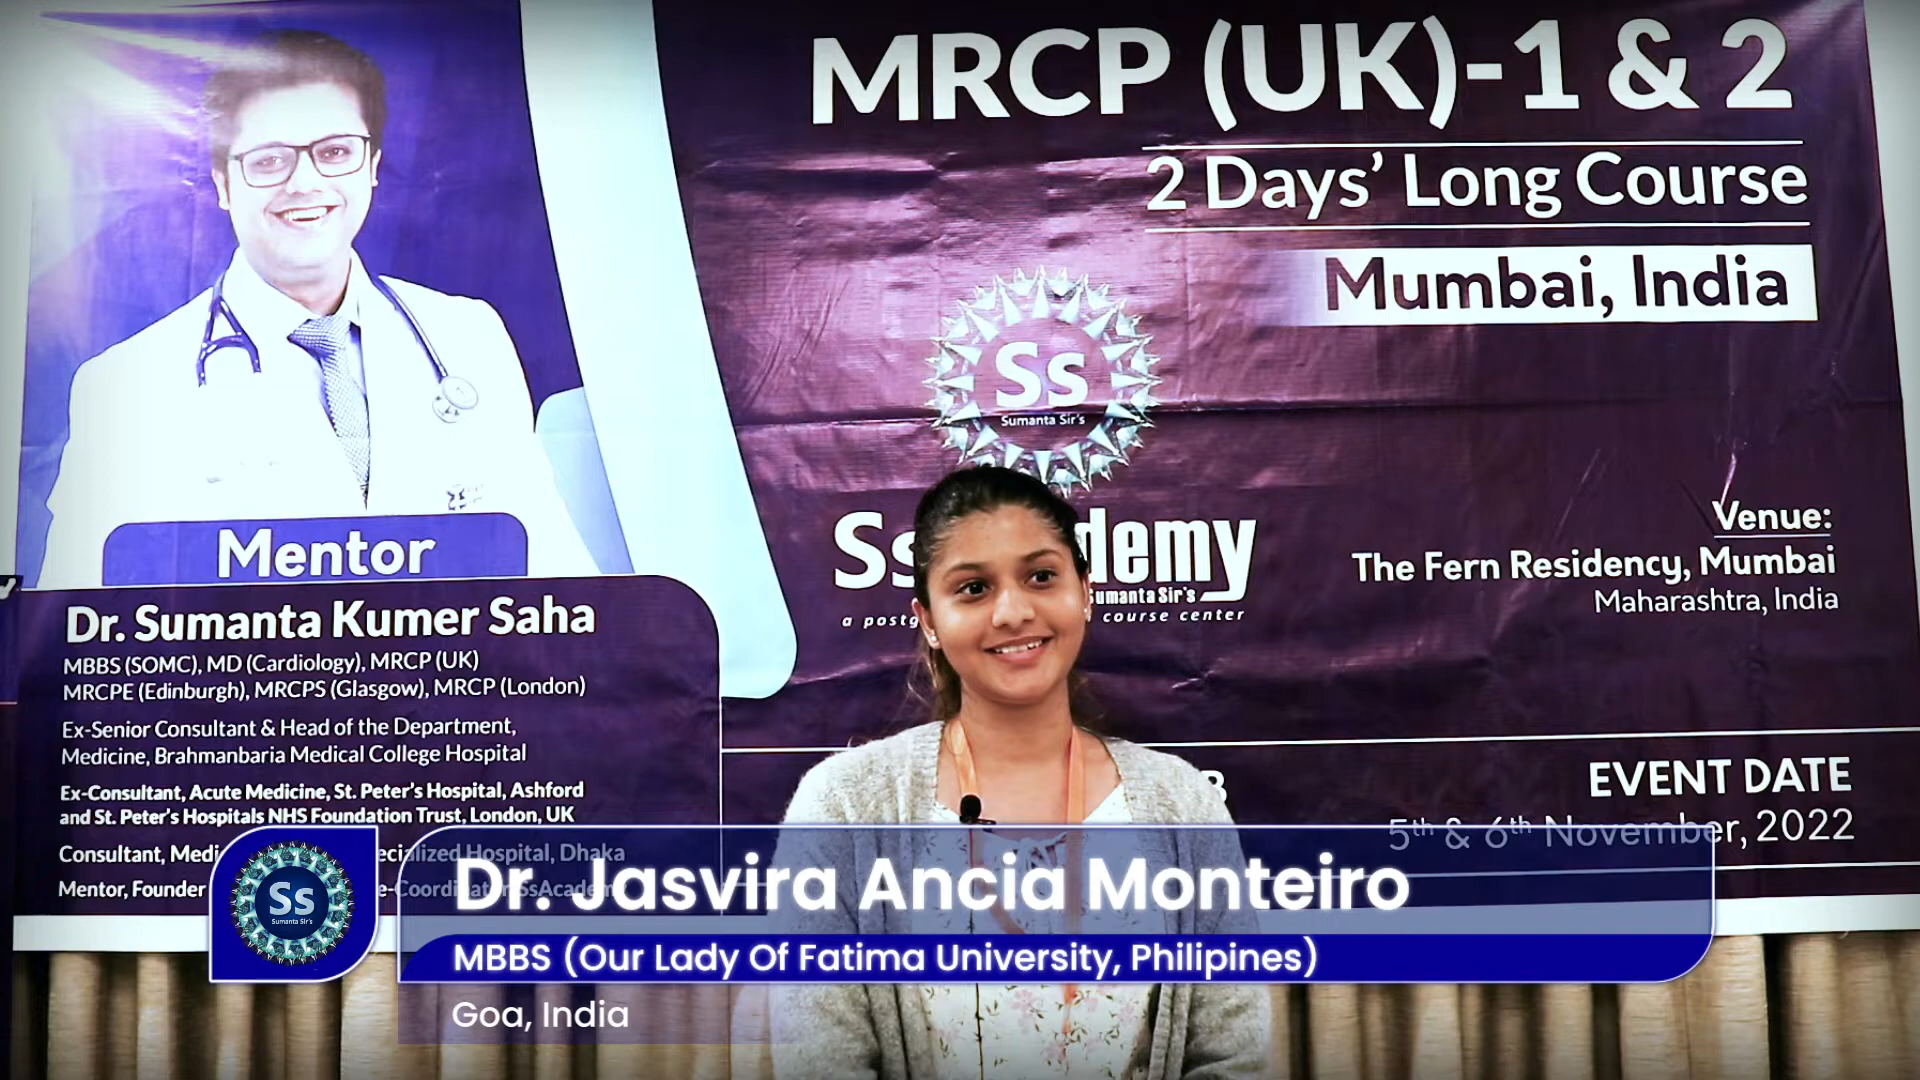 MRCP (UK)-1 & 2
2 Days’ Long Course
Mumbai, India
Ss
Sumanta Sir's
Ss demy
Sumanta Sir's
a postg course center
Venue:
The Fern Residency, Mumbai
Maharashtra, India
Mentor
Dr. Sumanta Kumer Saha
MBBS (SOMC), MD (Cardiology), MRCP (UK)
MRCPE (Edinburgh), MRCPS (Glasgow), MRCP (London)
Ex-Senior Consultant & Head of the Department,
Medicine, Brahmanbaria Medical College Hospital
Ex-Consultant, Acute Medicine, St. Peter’s Hospital, Ashford
and St. Peter’s Hospitals NHS Foundation Trust, London, UK
Consultant, Hospital, Dhaka
Mentor, Founder
EVENT DATE
5th & 6th November, 2022
Ss
Sumanta Sir's
Dr. Jasvira Ancia Monteiro
MBBS (Our Lady Of Fatima University, Philipines)
Goa, India